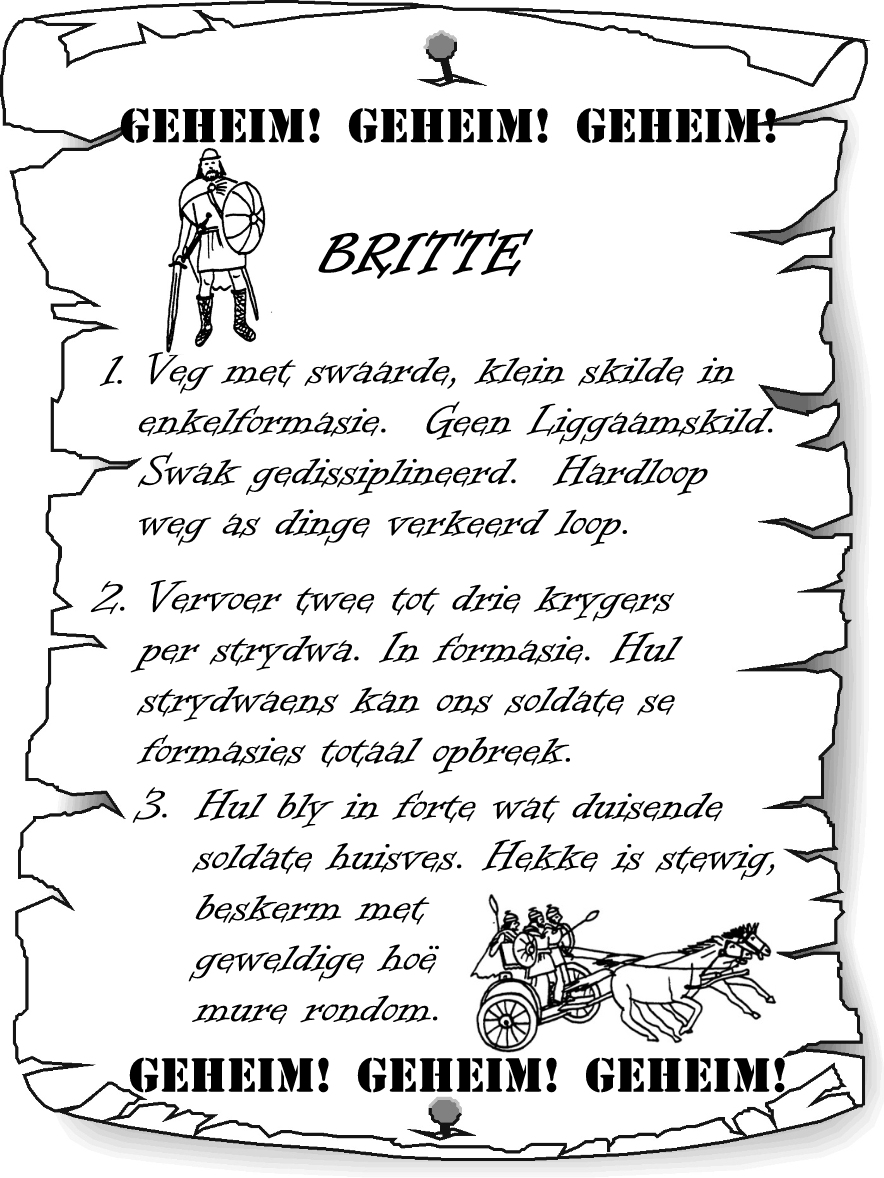 GEHEIM! GEHEIM! GEHEIM!
BRITTE
1. Veg met swaarde, klein skilde in
enkelformasie. Geen Liggaamskild.
Swak gedissiplineerd. Hardloop
weg as dinge verkeerd loop.
2. Vervoer twee tot drie krygers
per strydwa. In formasie. Hul
strydwaens kan ons soldate se
formasies totaal opbreek.
3. Hul bly in forte wat duisende
soldate huisves. Hekke is stewig,
beskerm met
geweldige hoë
mure rondom.
GEHEIM! GEHEIM! GEHEIM!